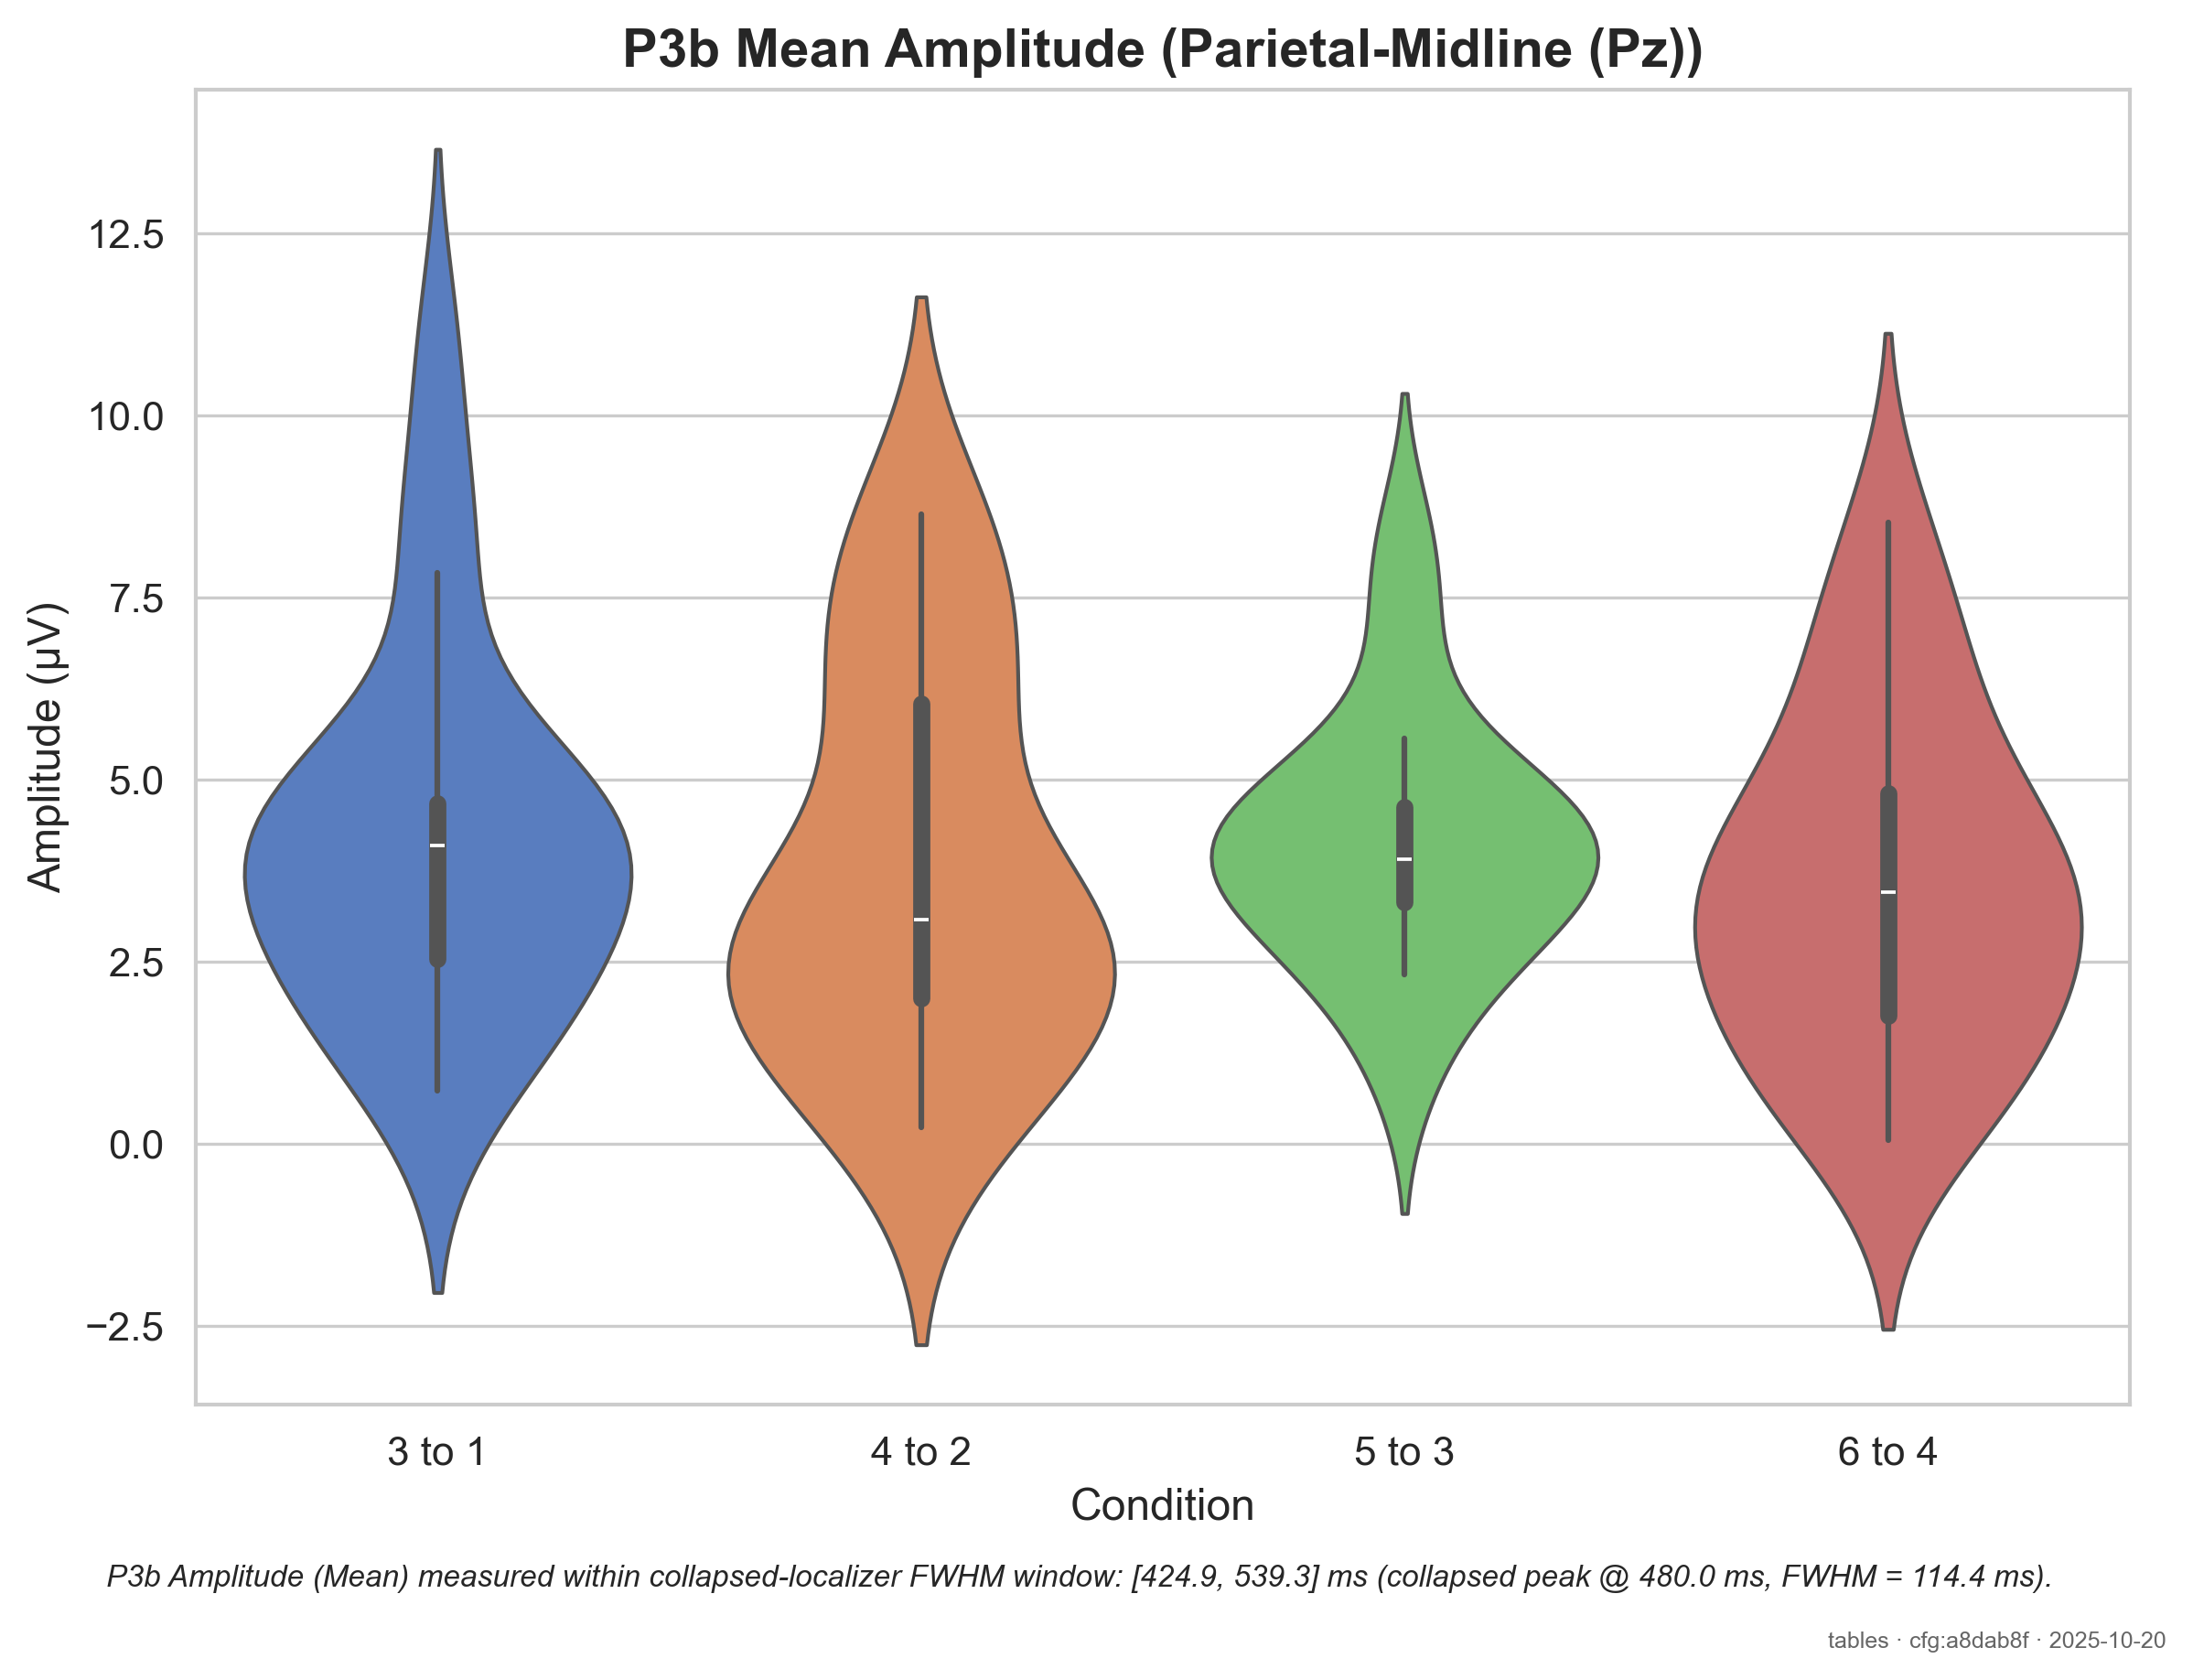 P3b Mean Amplitude (Parietal-Midline (Pz))
Amplitude (µV)
12.5
10.0
7.5
5.0
2.5
0.0
−2.5
3 to 1
4 to 2
5 to 3
6 to 4
Condition
P3b Amplitude (Mean) measured within collapsed-localizer FWHM window: [424.9, 539.3] ms (collapsed peak @ 480.0 ms, FWHM = 114.4 ms).
tables · cfg:a8dab8f · 2025-10-20